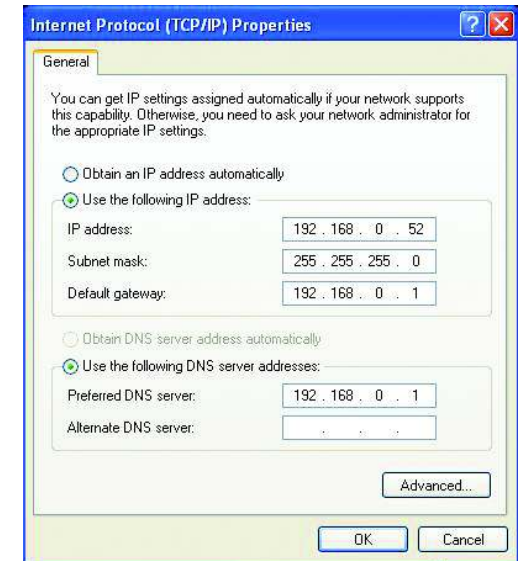 Internet Protocol (TCP/IP) Properties
General
You can get IP settings assigned automatically if your network supports
this capability. Otherwise, you need to ask your network administrator for
the appropriate IP settings.
Obtain an IP address automatically
Use the following IP address:
IP address: 192 . 168 . 0 . 52
Subnet mask: 255 . 255 . 255 . 0
Default gateway: 192 . 168 . 0 . 1
Obtain DNS server address automatically
Use the following DNS server addresses:
Preferred DNS server: 192 . 168 . 0 . 1
Alternate DNS server: . . .
Advanced...
OK Cancel